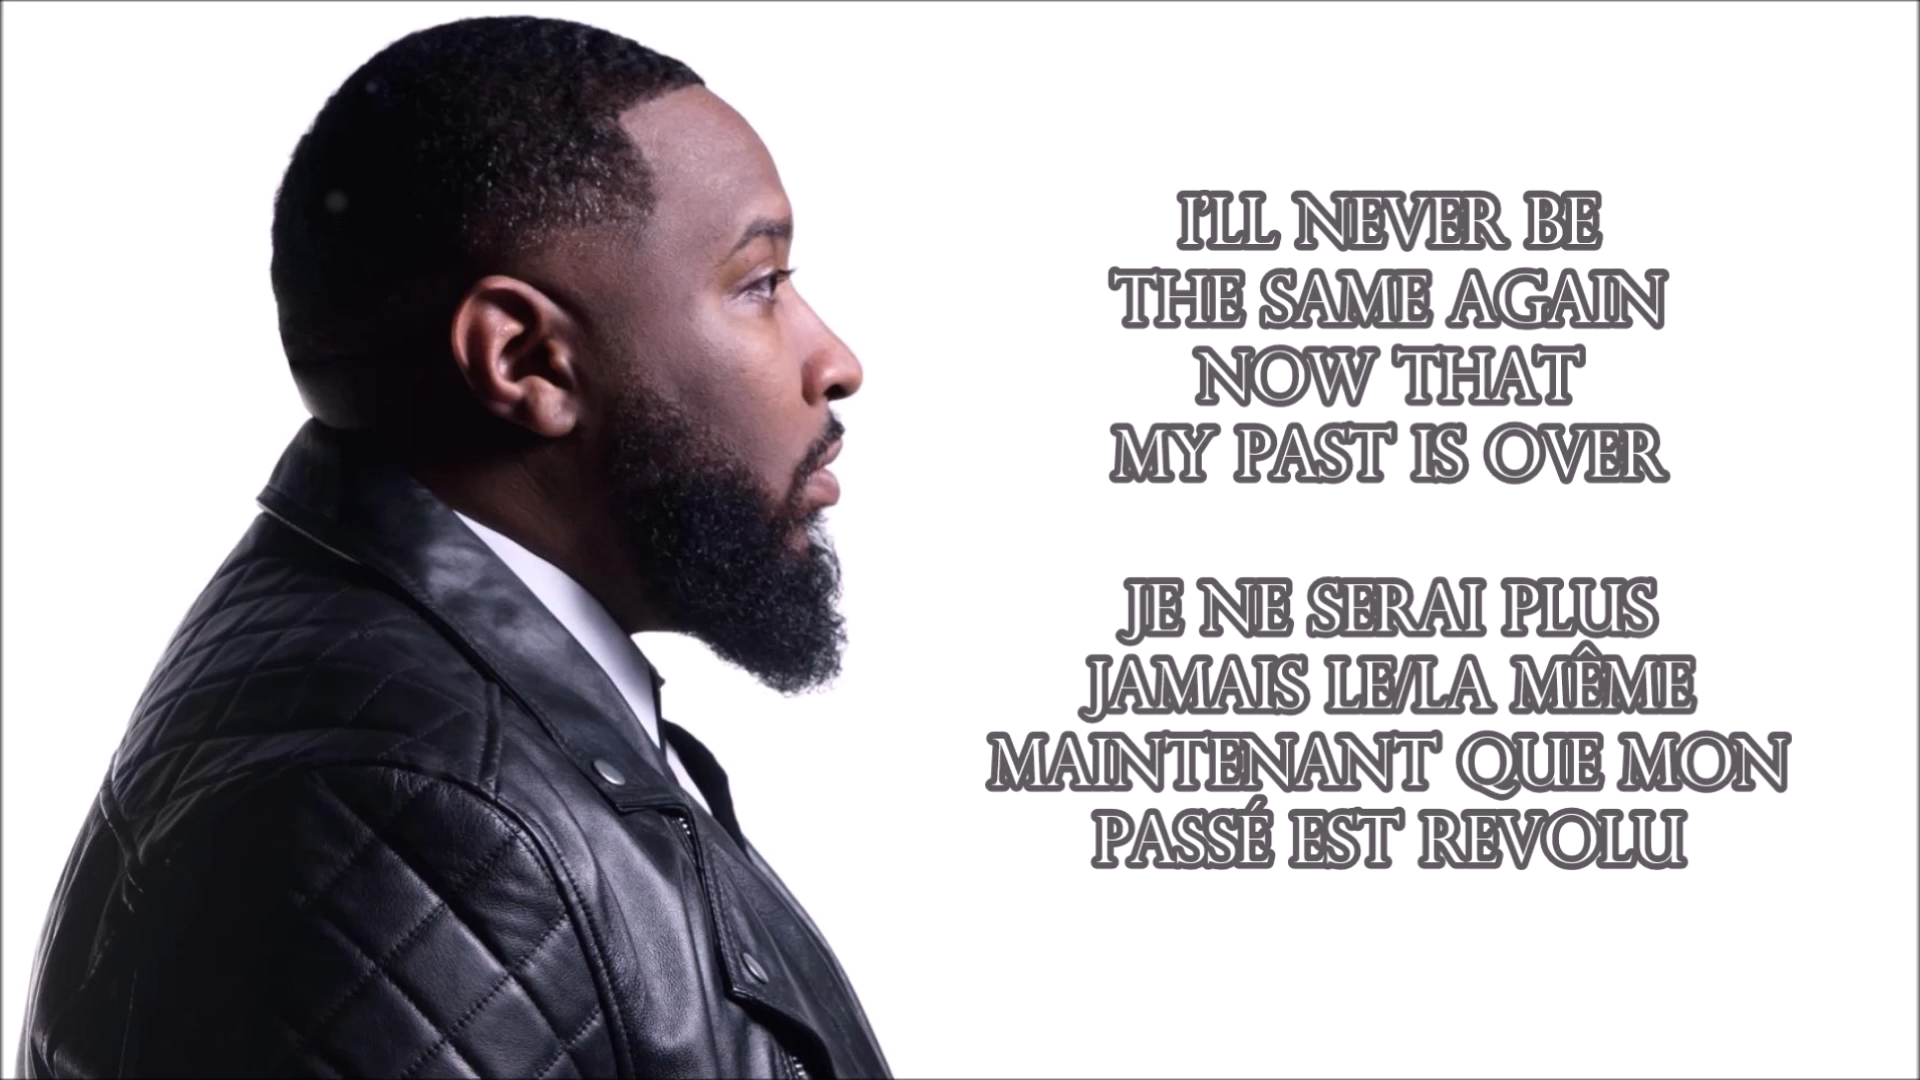 I'LL NEVER BE
THE SAME AGAIN
NOW THAT
MY PAST IS OVER
JE NE SERAI PLUS
JAMAIS LE/LA MÊME
MAINTENANT QUE MON
PASSÉ EST REVOLU